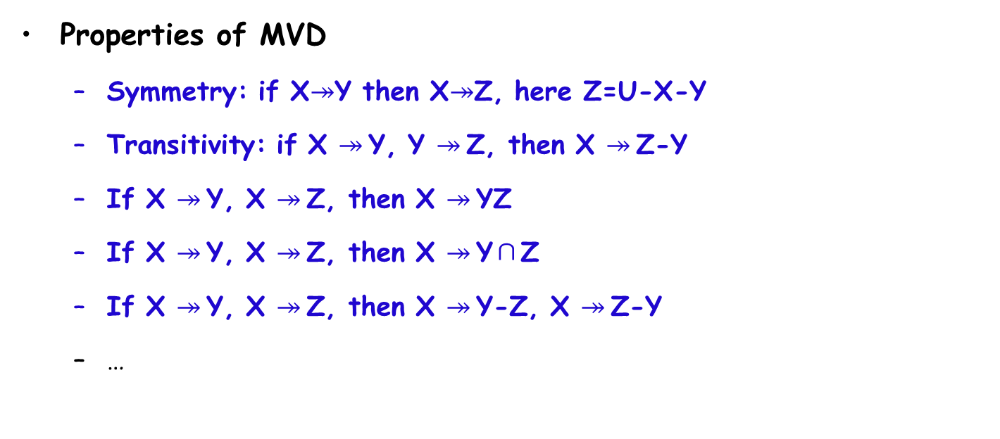 • Properties of MVD
– Symmetry: if X↠Y then X↠Z, here Z=U-X-Y
– Transitivity: if X ↠ Y, Y ↠ Z, then X ↠ Z-Y
– If X ↠ Y, X ↠ Z, then X ↠ YZ
– If X ↠ Y, X ↠ Z, then X ↠ Y∩Z
– If X ↠ Y, X ↠ Z, then X ↠ Y-Z, X ↠ Z-Y
– …